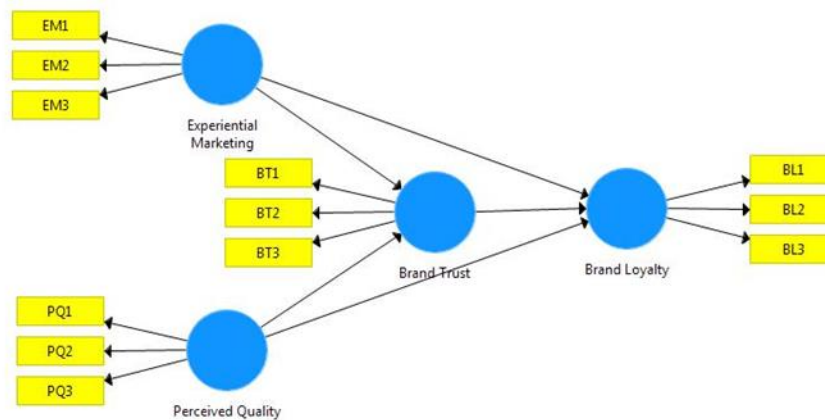 EM1
EM2
EM3
Experiential
Marketing
BT1
BT2
BT3
Brand Trust
BL1
BL2
BL3
Brand Loyalty
PQ1
PQ2
PQ3
Perceived Quality